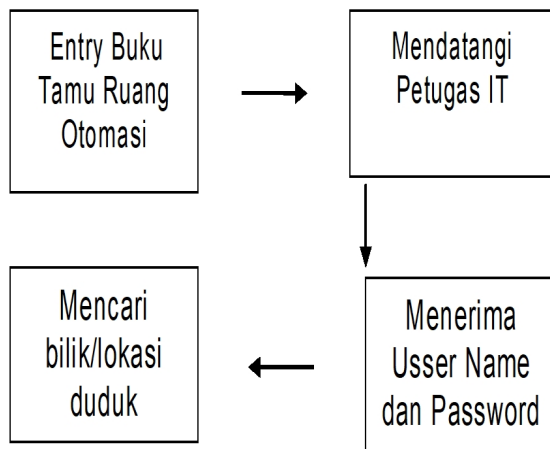 Entry Buku
Tamu Ruang
Otomasi
Mendatangi
Petugas IT
Menerima
Usser Name
dan Password
Mencari
bilik/lokasi
duduk